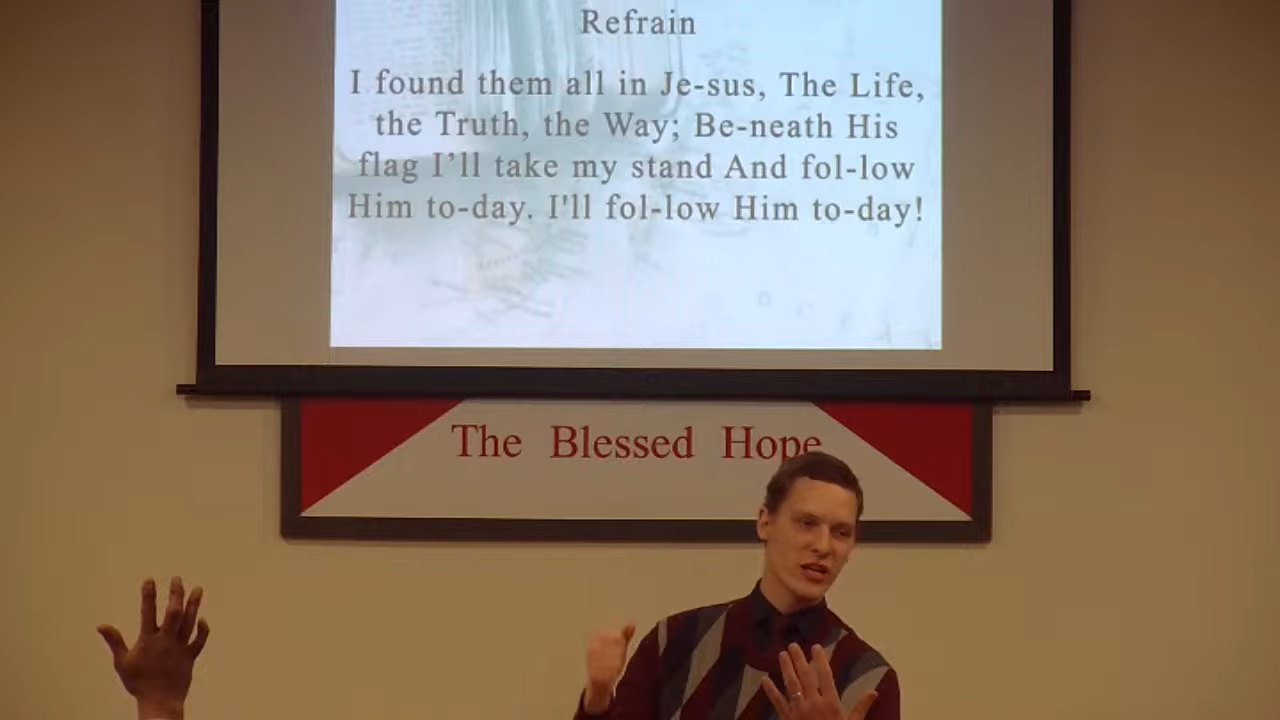 Refrain
I found them all in Je-sus, The Life,
the Truth, the Way; Be-neath His
flag I’ll take my stand And fol-low
Him to-day. I'll fol-low Him to-day!
The Blessed Hope